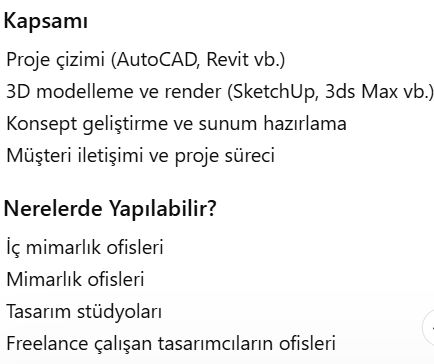 Kapsamı
Proje çizimi (AutoCAD, Revit vb.)
3D modelleme ve render (SketchUp, 3ds Max vb.)
Konsept geliştirme ve sunum hazırlama
Müşteri iletişimi ve proje süreci
Nerelerde Yapılabilir?
İç mimarlık ofisleri
Mimarlık ofisleri
Tasarım stüdyoları
Freelance çalışan tasarımcıların ofisleri